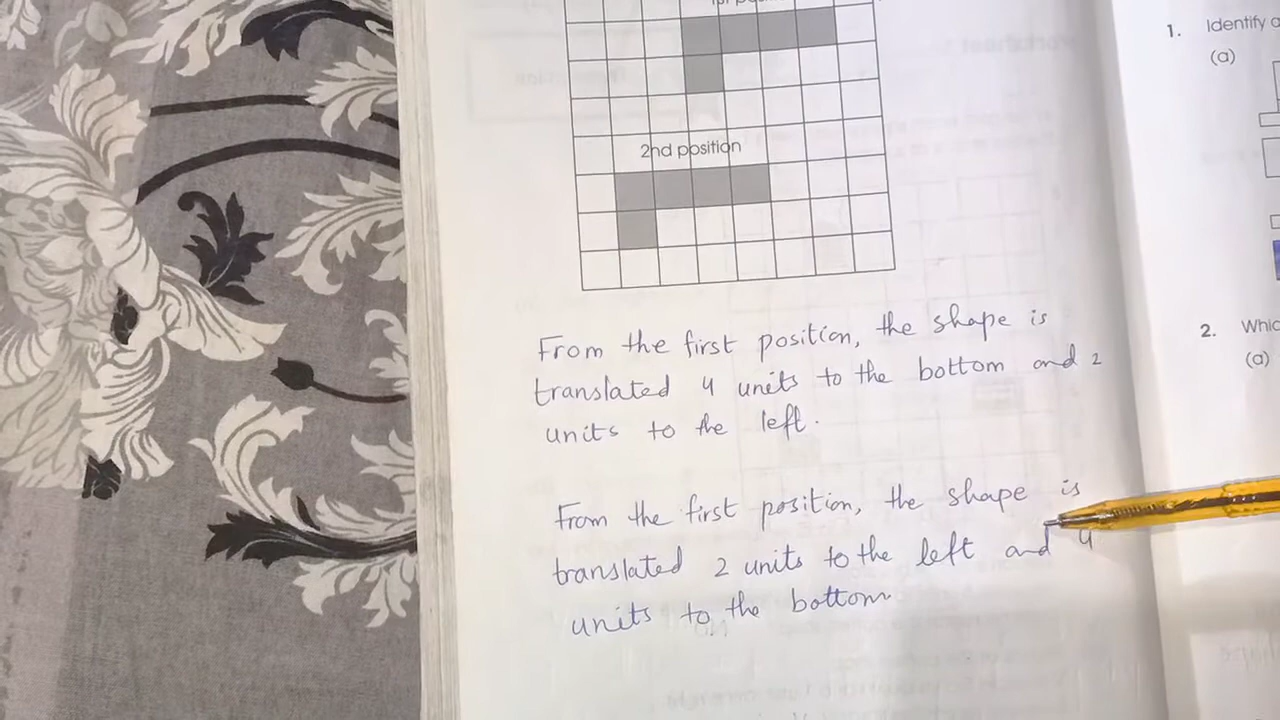 2nd position
From the first position, the shape is
translated 4 units to the bottom and 2
units to the left.
From the first position, the shape is
translated 2 units to the left and 4
units to the bottom
1. Identify
(a)
2.
(a)